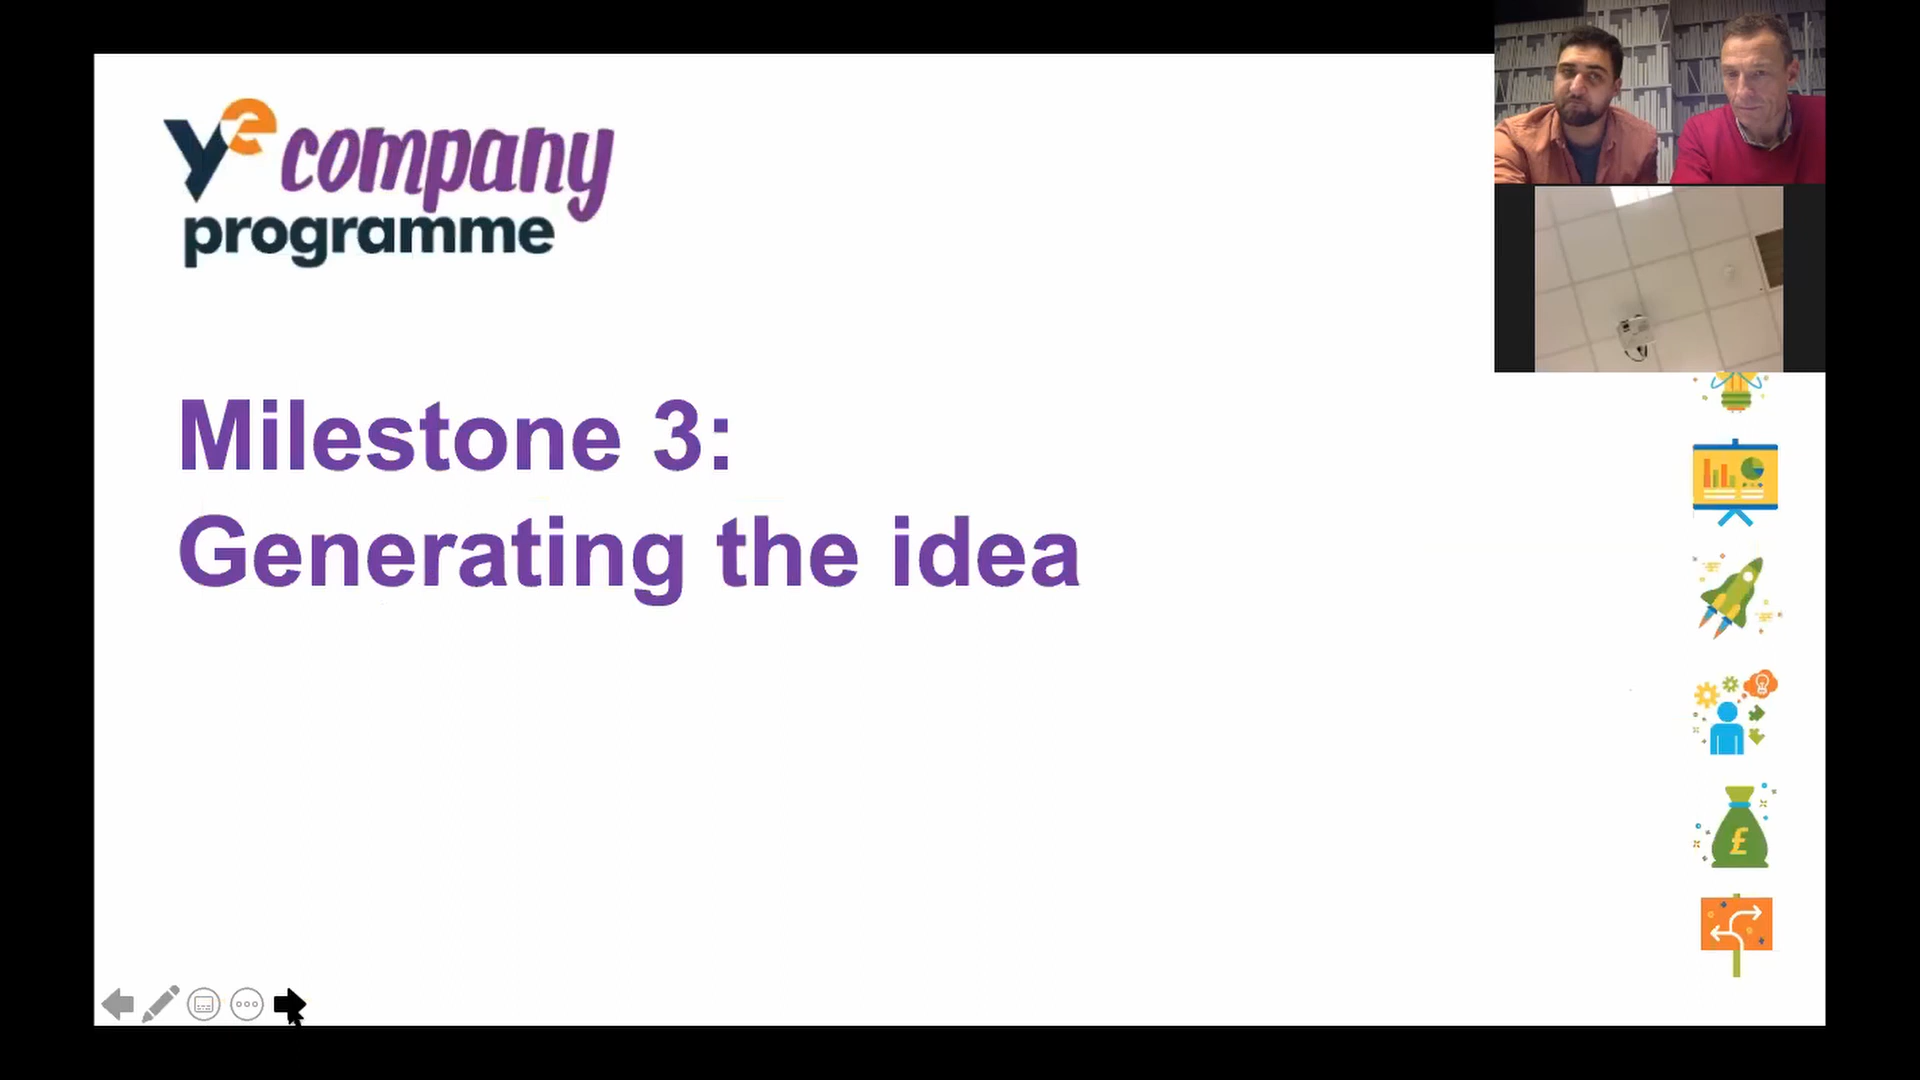 ye company
programme
Milestone 3:
Generating the idea
£